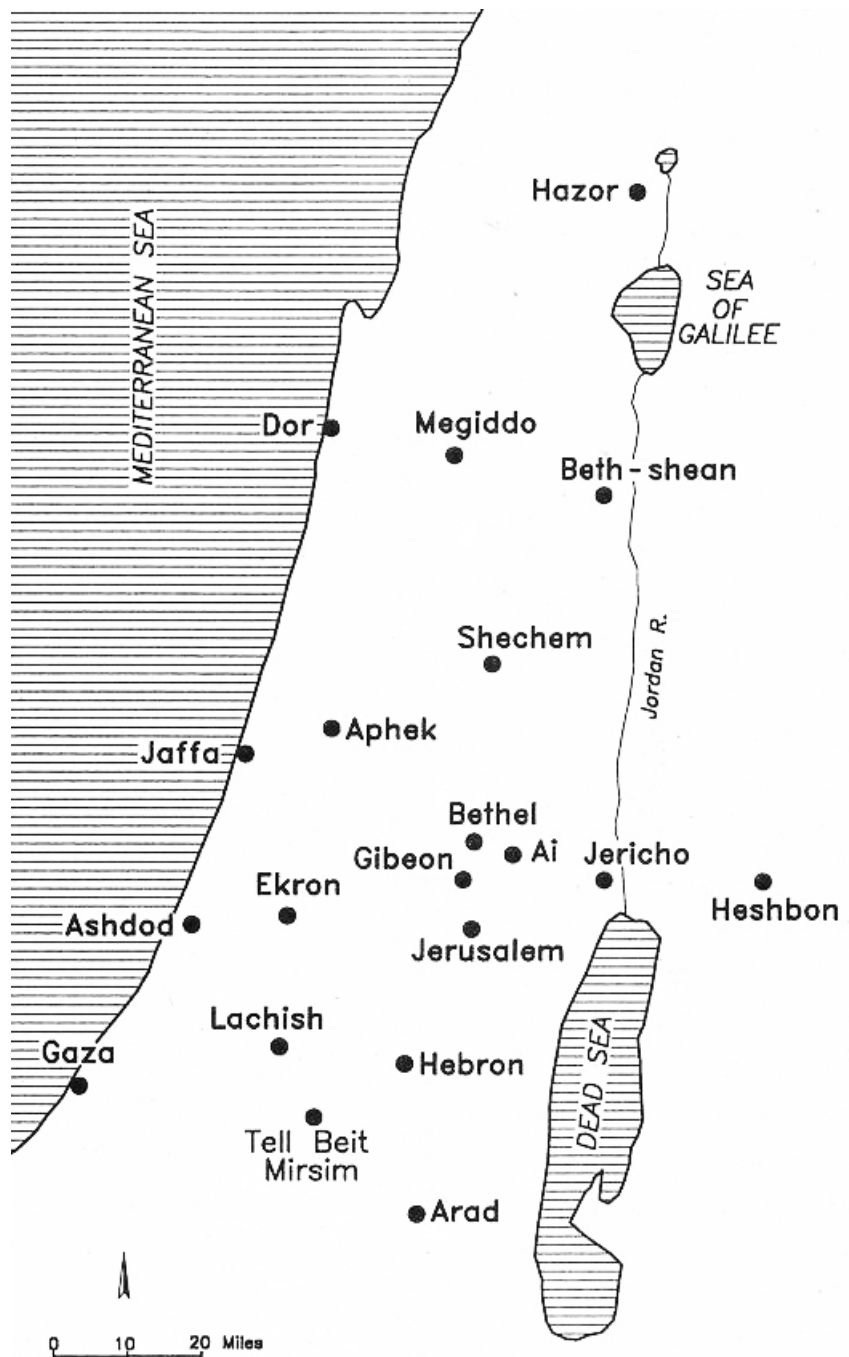 Hazor
SEA
OF
GALILEE
MEDITERRANEAN SEA
Dor
Megiddo
Beth-shean
Shechem
Jordan R.
Aphek
Jaffa
Bethel
Ai
Gibeon
Jericho
Ekron
Heshbon
Ashdod
Jerusalem
Lachish
Gaza
Hebron
DEAD SEA
Tell Beit
Mirsim
Arad
0 10 20 Miles